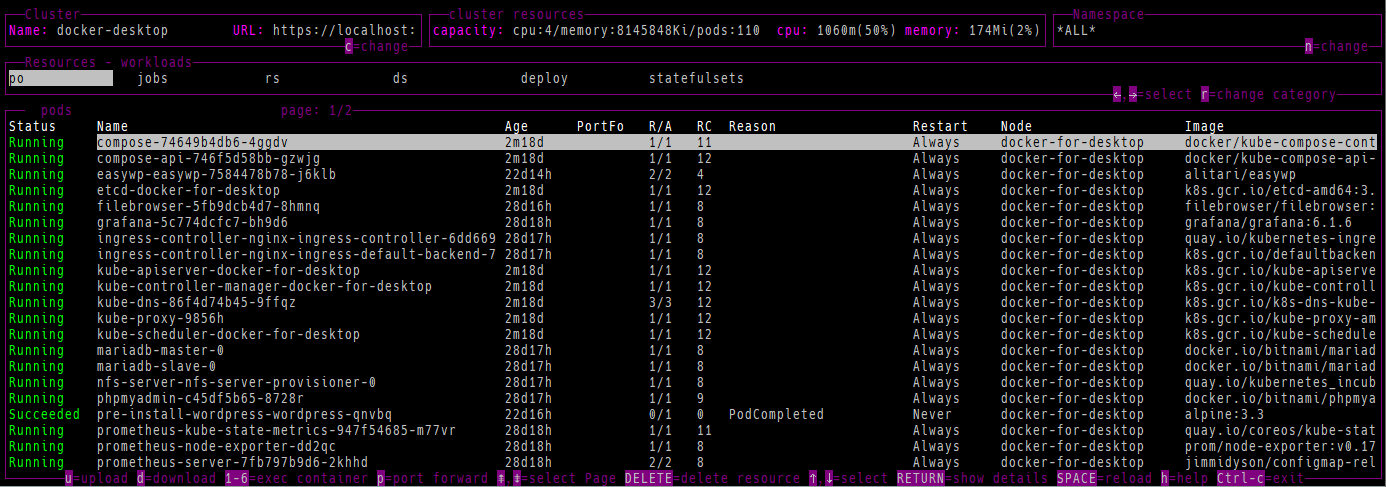 Cluster cluster resources Namespace
Name: docker-desktop URL: https://localhost: capacity: cpu:4/memory:8145848Ki/pods:110 cpu: 1060m(50%) memory: 174Mi(2%) *ALL*
c=change n=change
Resources - workloads
po jobs rs ds deploy statefulsets
←,→=select r=change category
pods page: 1/2
Status Name Age PortFo R/A RC Reason Restart Node Image
Running compose-74649b4db6-4ggdv 2m18d 1/1 11 Always docker-for-desktop docker/kube-compose-cont
Running compose-api-746f5d58bb-gzwjg 2m18d 1/1 12 Always docker-for-desktop docker/kube-compose-api-
Running easywp-easywp-7584478b78-j6klb 22d14h 2/2 4 Always docker-for-desktop alitari/easywp
Running etcd-docker-for-desktop 2m18d 1/1 12 Always docker-for-desktop k8s.gcr.io/etcd-amd64:3.
Running filebrowser-5fb9dcb4d7-8hmnq 28d16h 1/1 8 Always docker-for-desktop filebrowser/filebrowser:
Running grafana-5c774dcfc7-bh9d6 28d18h 1/1 8 Always docker-for-desktop grafana/grafana:6.1.6
Running ingress-controller-nginx-ingress-controller-6dd669 28d17h 1/1 8 Always docker-for-desktop quay.io/kubernetes-ingre
Running ingress-controller-nginx-ingress-default-backend-7 28d17h 1/1 8 Always docker-for-desktop k8s.gcr.io/defaultbacken
Running kube-apiserver-docker-for-desktop 2m18d 1/1 12 Always docker-for-desktop k8s.gcr.io/kube-apiserve
Running kube-controller-manager-docker-for-desktop 2m18d 1/1 12 Always docker-for-desktop k8s.gcr.io/kube-controll
Running kube-dns-86f4d74b45-9ffqz 2m18d 3/3 12 Always docker-for-desktop k8s.gcr.io/k8s-dns-kube-
Running kube-proxy-9856h 2m18d 1/1 12 Always docker-for-desktop k8s.gcr.io/kube-proxy-am
Running kube-scheduler-docker-for-desktop 2m18d 1/1 12 Always docker-for-desktop k8s.gcr.io/kube-schedule
Running mariadb-master-0 28d17h 1/1 8 Always docker-for-desktop docker.io/bitnami/mariad
Running mariadb-slave-0 28d17h 1/1 8 Always docker-for-desktop docker.io/bitnami/mariad
Running nfs-server-nfs-server-provisioner-0 28d17h 1/1 8 Always docker-for-desktop quay.io/kubernetes_incub
Running phpmyadmin-c45df5b65-8728r 28d17h 1/1 9 Always docker-for-desktop docker.io/bitnami/phpmya
Succeeded pre-install-wordpress-wordpress-qnvbq 22d16h 0/1 0 PodCompleted Never docker-for-desktop alpine:3.3
Running prometheus-kube-state-metrics-947f54685-m77vr 28d18h 1/1 11 Always docker-for-desktop quay.io/coreos/kube-stat
Running prometheus-node-exporter-dd2qc 28d18h 1/1 8 Always docker-for-desktop prom/node-exporter:v0.17
Running prometheus-server-7fb797b9d6-2khhd 28d18h 2/2 8 Always docker-for-desktop jimmidyson/configmap-rel
u=upload d=download 1-6=exec container p=port forward ⇞,⇟=select Page DELETE=delete resource ↑,↓=select RETURN=show details SPACE=reload h=help Ctrl-c=exit